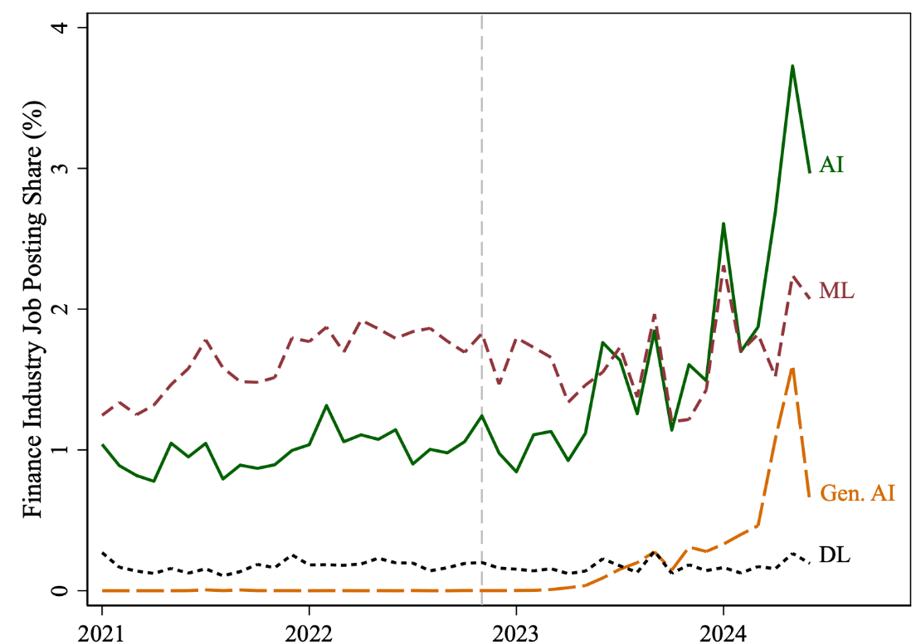 Finance Industry Job Posting Share (%)
4
3
2
1
0
AI
ML
Gen. AI
DL
2021 2022 2023 2024